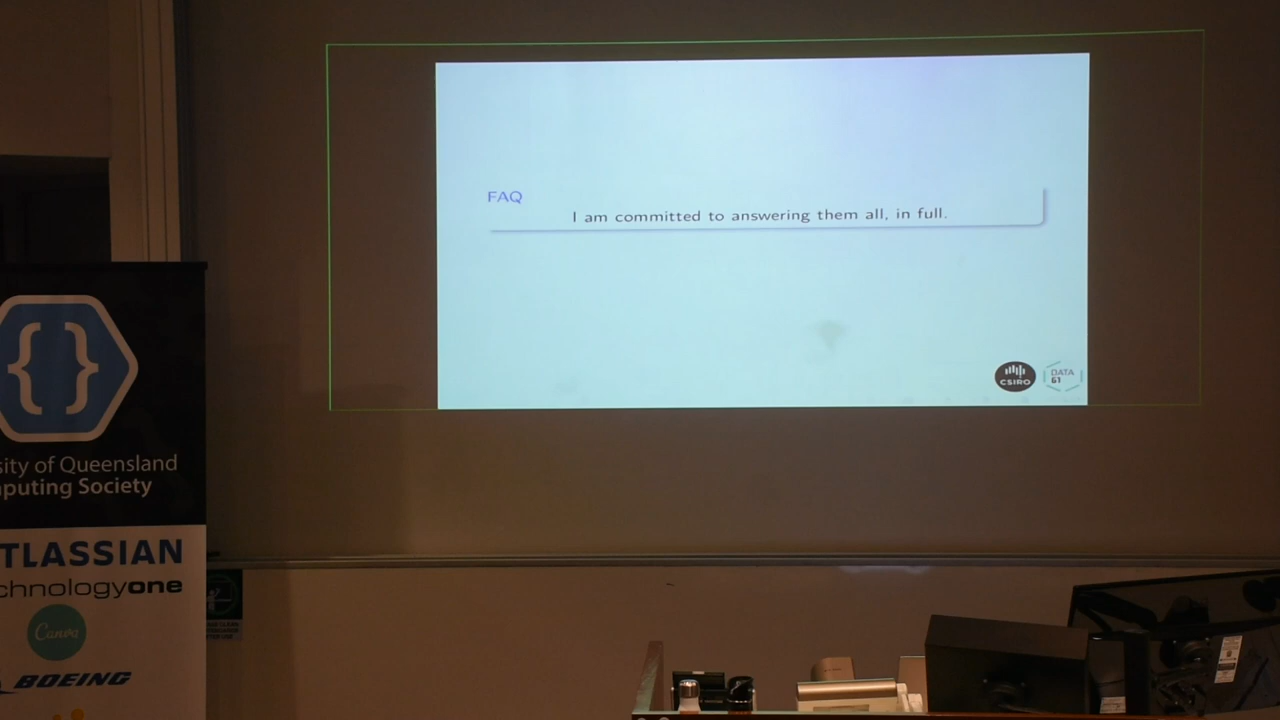 FAQ
I am committed to answering them all, in full.
CSIRO
DATA
61
sity of Queensland
puting Society
TLASSIAN
chnologyone
Canva
BOEING